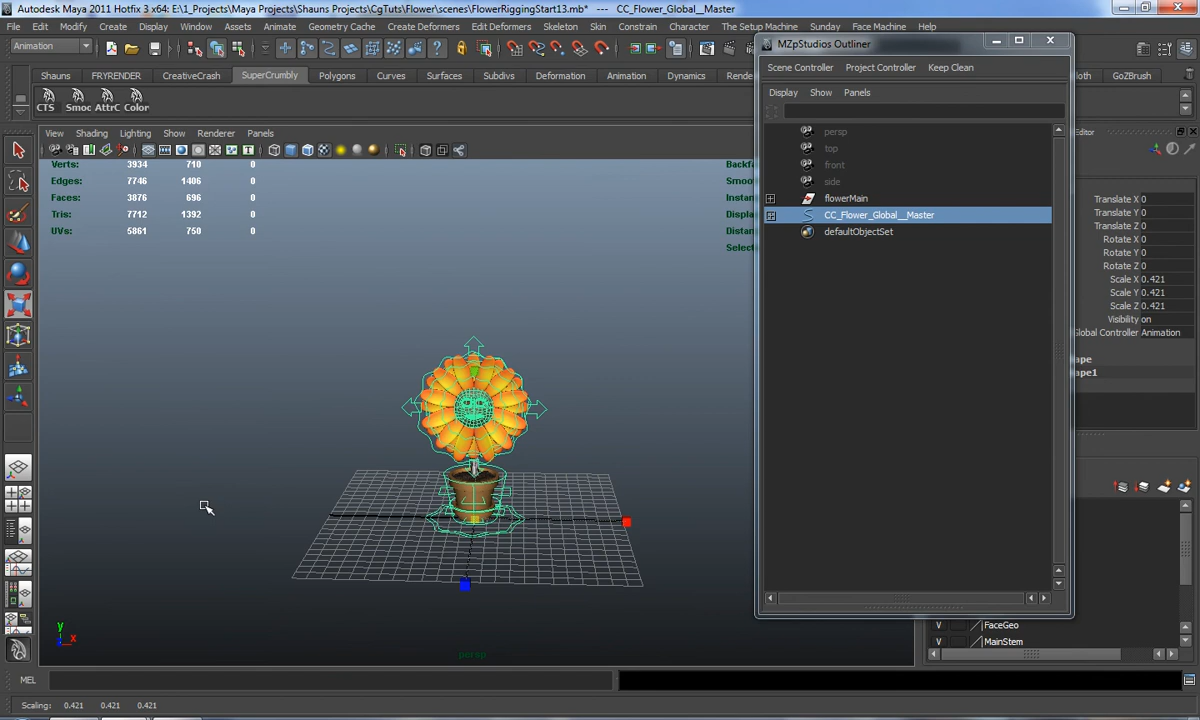 Autodesk Maya 2011 Hotfix 3 x64: E:\1_Projects\Maya Projects\Shauns Projects\CgTuts\Flower\scenes\FlowerRiggingStart13.mb* --- CC_Flower_Global__Master
File Edit Modify Create Display Window Assets Animate Geometry Cache Create Deformers Edit Deformers Skeleton Skin Constrain Character Muscle Sunday Face Machine
MZpStudios Outliner
Animation
Scene Controller Project Controller Keep Clean
Shauns FRYRENDER CreativeCrash SuperCrumbly Polygons Curves Surfaces Subdivs Deformation Animation Dynamics
GoZBrush
Display Show Panels
CTS Smoc AttrC Color
View Shading Lighting Show Renderer Panels
Verts: 3934 710 0
Edges: 7746 1406 0
Faces: 3876 696 0
Tris: 7712 1392 0
UVs: 5861 750 0
persp
top
front
side
flowerMain
CC_Flower_Global__Master
defaultObjectSet
Translate X 0
Translate Y 0
Translate Z 0
Rotate X 0
Rotate Y 0
Rotate Z 0
Scale X 0.421
Scale Y 0.421
Scale Z 0.421
Visibility on
Global Controller Animation
FaceGeo
V MainStem
y
x
persp
MEL
Scaling: 0.421 0.421 0.421